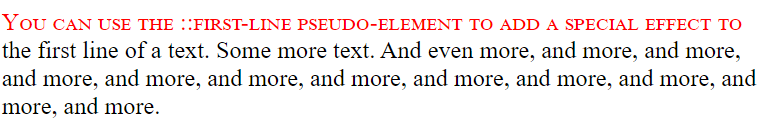 You can use the ::first-line pseudo-element to add a special effect to
the first line of a text. Some more text. And even more, and more, and more,
and more, and more, and more, and more, and more, and more, and more, and
more, and more.